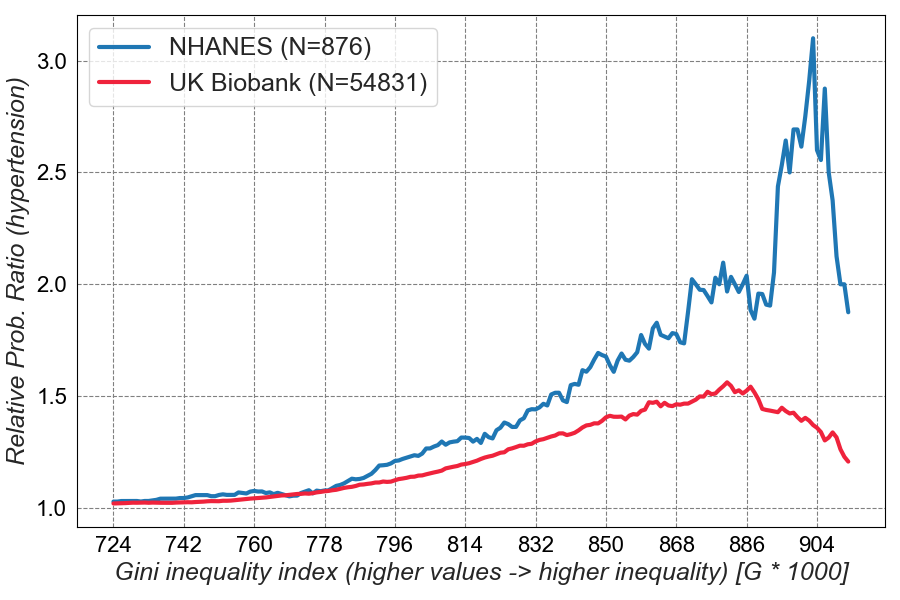 NHANES (N=876)
UK Biobank (N=54831)
Relative Prob. Ratio (hypertension)
3.0
2.5
2.0
1.5
1.0
724 742 760 778 796 814 832 850 868 886 904
Gini inequality index (higher values -> higher inequality) [G * 1000]